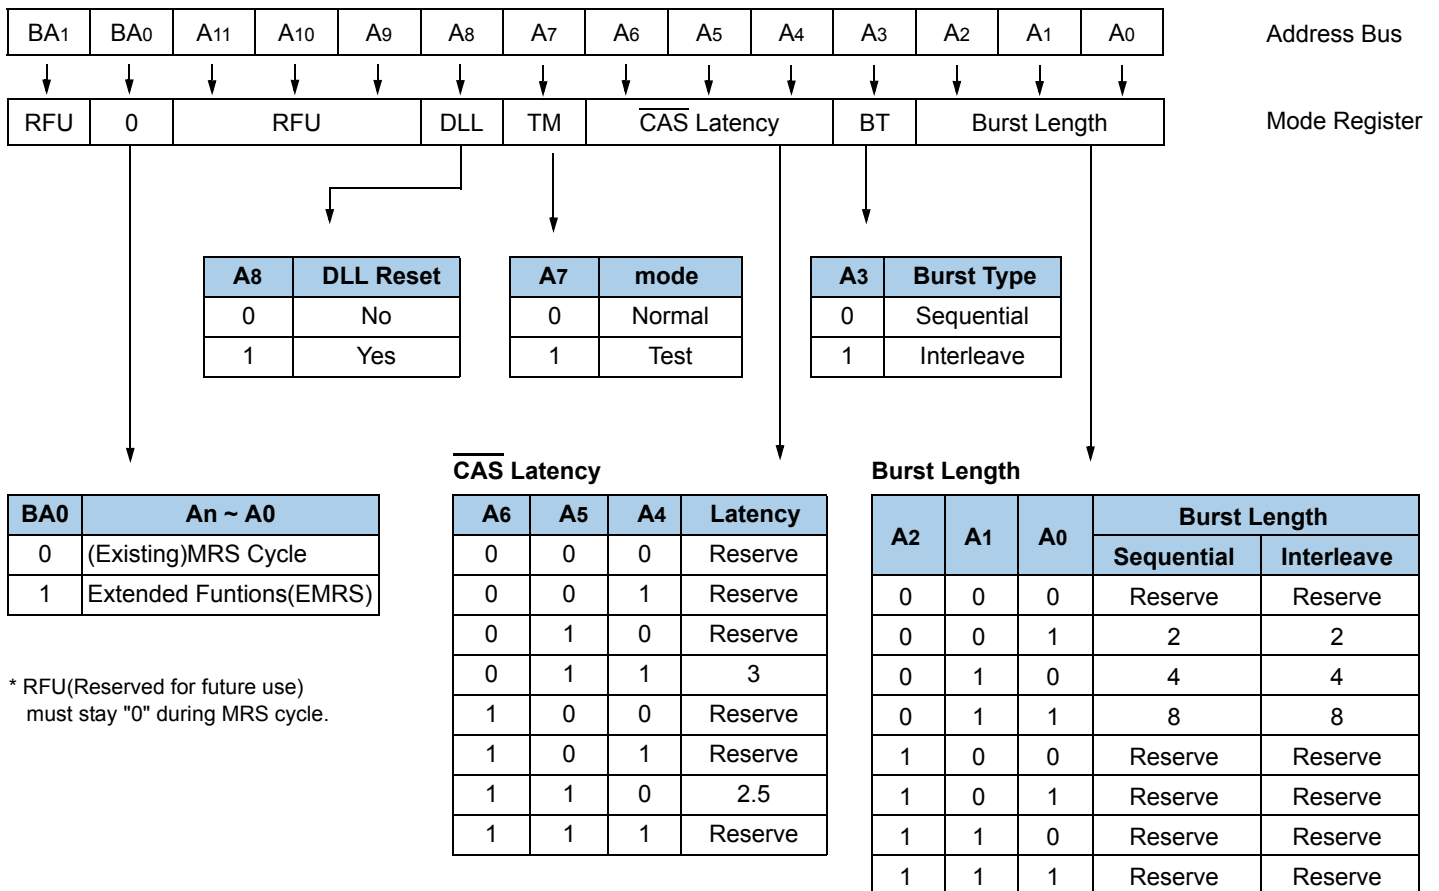 BA1 BA0 A11 A10 A9 A8 A7 A6 A5 A4 A3 A2 A1 A0 Address Bus
RFU 0 RFU DLL TM CAS Latency BT Burst Length Mode Register
A8 DLL Reset
0 No
1 Yes
A7 mode
0 Normal
1 Test
A3 Burst Type
0 Sequential
1 Interleave
BA0 An ~ A0
0 (Existing)MRS Cycle
1 Extended Funtions(EMRS)
* RFU(Reserved for future use)
must stay "0" during MRS cycle.
CAS Latency
A6 A5 A4 Latency
0 0 0 Reserve
0 0 1 Reserve
0 1 0 Reserve
0 1 1 3
1 0 0 Reserve
1 0 1 Reserve
1 1 0 2.5
1 1 1 Reserve
Burst Length
A2 A1 A0 Burst Length
Sequential Interleave
0 0 0 Reserve Reserve
0 0 1 2 2
0 1 0 4 4
0 1 1 8 8
1 0 0 Reserve Reserve
1 0 1 Reserve Reserve
1 1 0 Reserve Reserve
1 1 1 Reserve Reserve